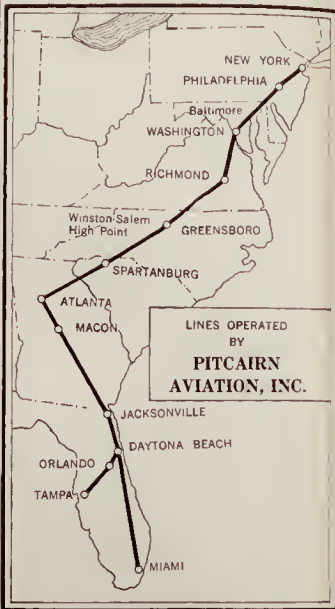 NEW YORK
PHILADELPHIA
Baltimore
WASHINGTON
RICHMOND
Winston-Salem
High Point
GREENSBORO
SPARTANBURG
ATLANTA
MACON
LINES OPERATED
BY
PITCAIRN
AVIATION, INC.
JACKSONVILLE
DAYTONA BEACH
ORLANDO
TAMPA
MIAMI